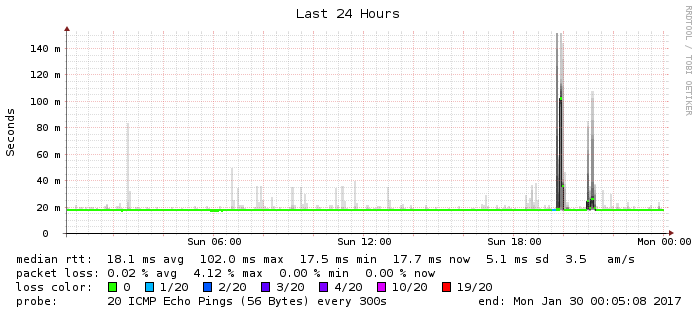 Last 24 Hours
RRDTOOL / TOBI OETIKER
Seconds
140 m
120 m
100 m
80 m
60 m
40 m
20 m
0
Sun 06:00 Sun 12:00 Sun 18:00 Mon 00:00
median rtt: 18.1 ms avg 102.0 ms max 17.5 ms min 17.7 ms now 5.1 ms sd 3.5 am/s
packet loss: 0.02 % avg 4.12 % max 0.00 % min 0.00 % now
loss color: 0 1/20 2/20 3/20 4/20 10/20 19/20
probe: 20 ICMP Echo Pings (56 Bytes) every 300s end: Mon Jan 30 00:05:08 2017